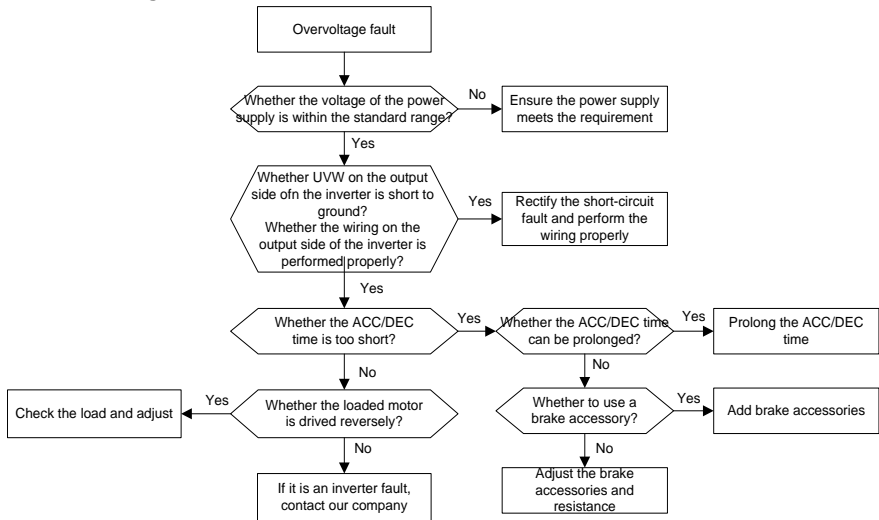 Overvoltage fault
Whether the voltage of the power
supply is within the standard range?
No
Ensure the power supply
meets the requirement
Yes
Whether UVW on the output
side ofn the inverter is short to
ground?
Whether the wiring on the
output side of the inverter is
performed properly?
Yes
Rectify the short-circuit
fault and perform the
wiring properly
Yes
Whether the ACC/DEC
time is too short?
Yes
Whether the ACC/DEC time
can be prolonged?
Yes
Prolong the ACC/DEC
time
No
No
Check the load and adjust
Yes
Whether the loaded motor
is drived reversely?
Whether to use a
brake accessory?
Yes
Add brake accessories
No
No
If it is an inverter fault,
contact our company
Adjust the brake
accessories and
resistance